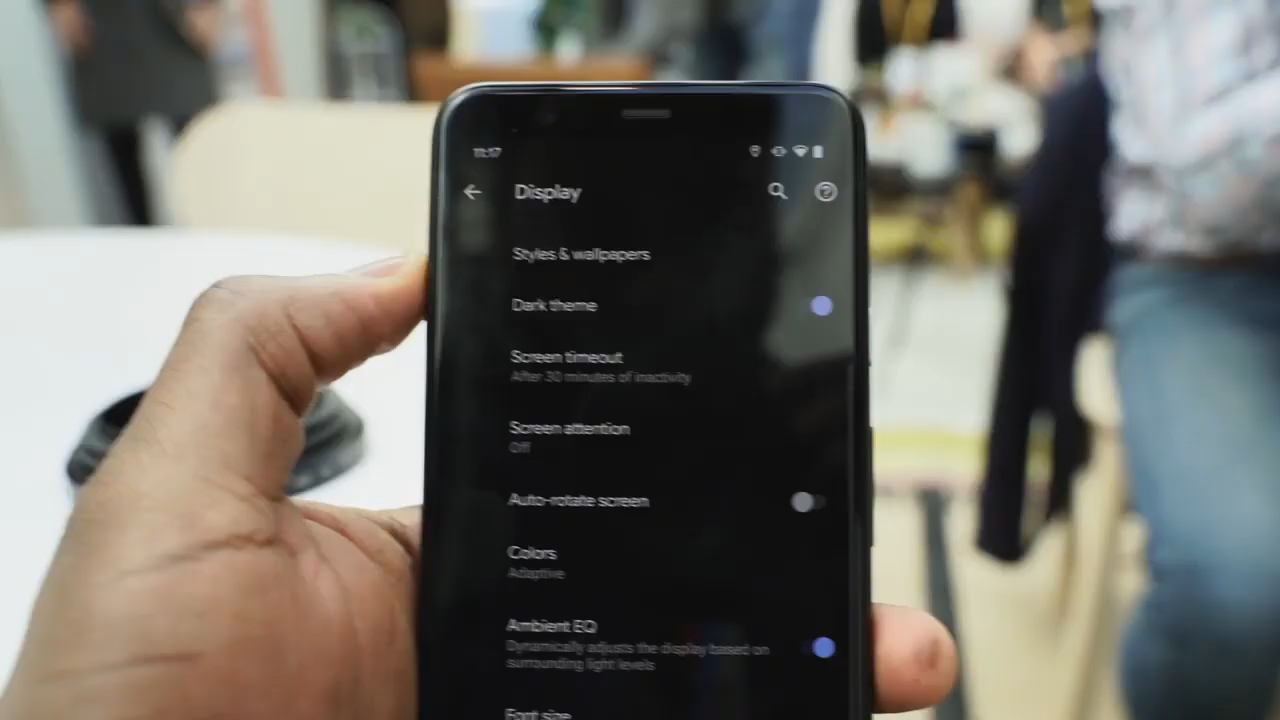 11:17
Display
Styles & wallpapers
Dark theme
Screen timeout
After 30 minutes of inactivity
Screen attention
Off
Auto-rotate screen
Colors
Adaptive
Ambient EQ
Dynamically adjusts the display based on
surrounding light levels
Font size